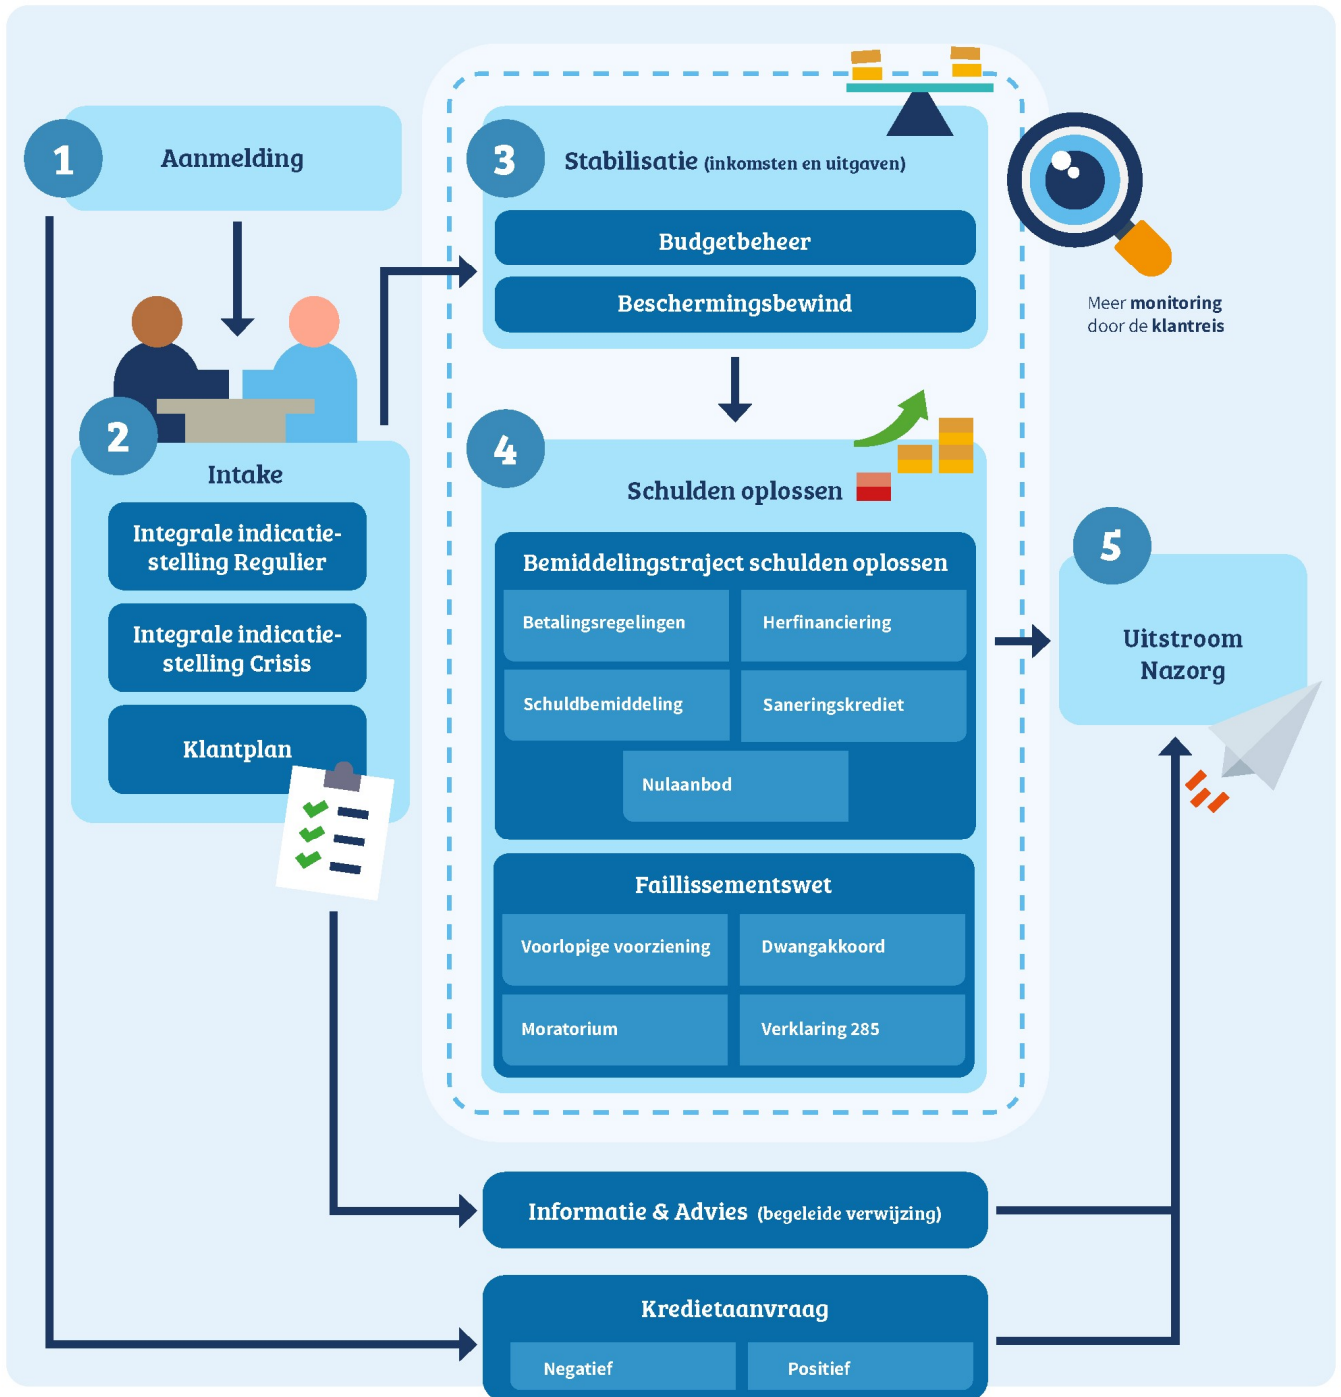 1
Aanmelding
2
Intake
Integrale indicatie-
stelling Regulier
Integrale indicatie-
stelling Crisis
Klantplan
3
Stabilisatie (inkomsten en uitgaven)
Budgetbeheer
Beschermingsbewind
Meer monitoring
door de klantreis
4
Schulden oplossen
Bemiddelingstraject schulden oplossen
Betalingsregelingen
Herfinanciering
Schuldbemiddeling
Saneringskrediet
Nulaanbod
Faillissementswet
Voorlopige voorziening
Dwangakkoord
Moratorium
Verklaring 285
5
Uitstroom
Nazorg
Informatie & Advies (begeleide verwijzing)
Kredietaanvraag
Negatief
Positief